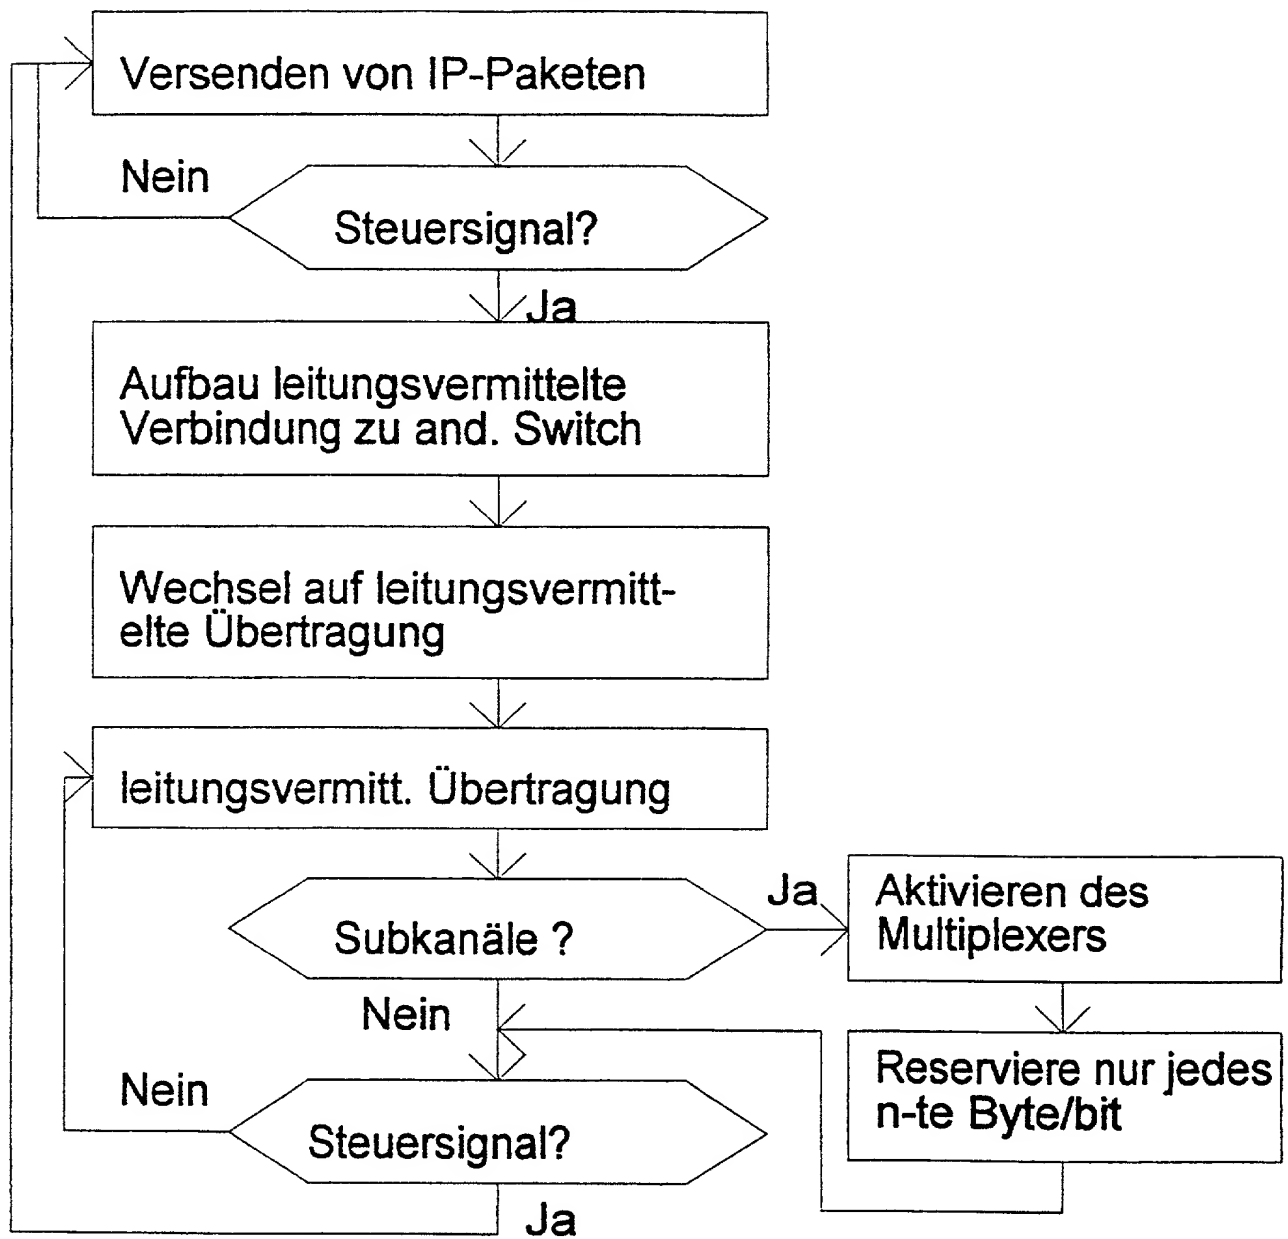 Versenden von IP-Paketen
Nein
Steuersignal?
Ja
Aufbau leitungsvermittelte
Verbindung zu and. Switch
Wechsel auf leitungsvermitt-
elte Übertragung
leitungsvermitt. Übertragung
Subkanäle ?
Ja
Aktivieren des
Multiplexers
Nein
Reserviere nur jedes
n-te Byte/bit
Nein
Steuersignal?
Ja